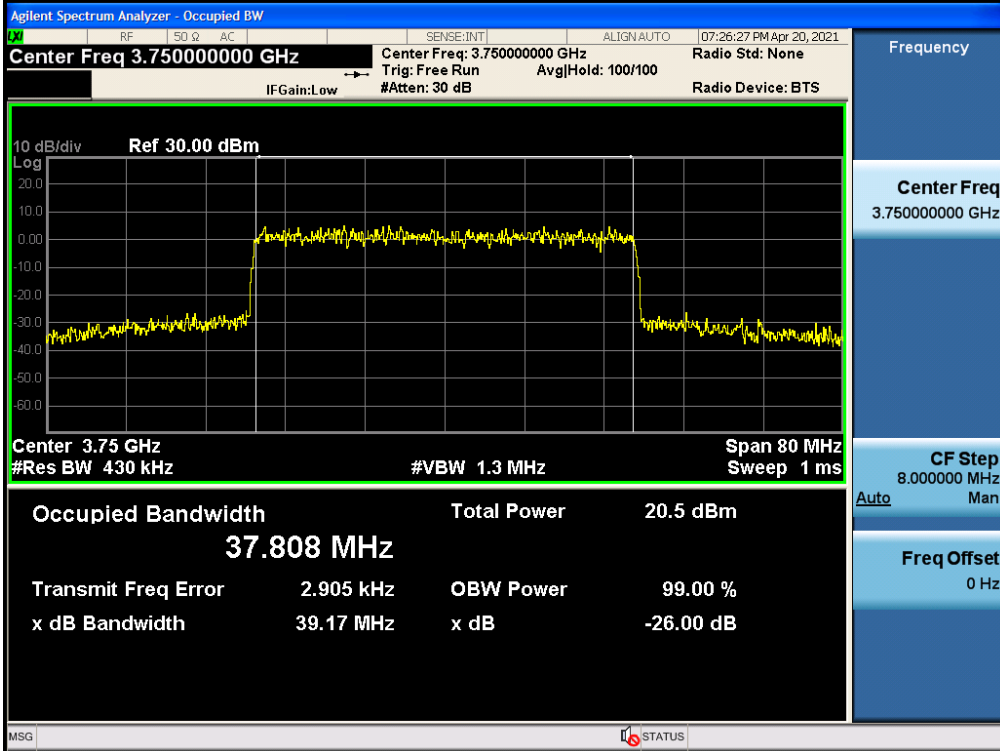 Agilent Spectrum Analyzer - Occupied BW
LXI RF 50 Ω AC SENSE:INT ALIGNAUTO 07:26:27 PM Apr 20, 2021
Center Freq 3.750000000 GHz
Center Freq: 3.750000000 GHz Radio Std: None
Trig: Free Run Avg|Hold: 100/100
IFGain:Low #Atten: 30 dB Radio Device: BTS
10 dB/div Ref 30.00 dBm
Log
20.0
10.0
0.00
-10.0
-20.0
-30.0
-40.0
-50.0
-60.0
Center 3.75 GHz Span 80 MHz
#Res BW 430 kHz #VBW 1.3 MHz Sweep 1 ms
Occupied Bandwidth Total Power 20.5 dBm
37.808 MHz
Transmit Freq Error 2.905 kHz OBW Power 99.00 %
x dB Bandwidth 39.17 MHz x dB -26.00 dB
MSG STATUS
Frequency
Center Freq
3.750000000 GHz
CF Step
8.000000 MHz
Auto Man
Freq Offset
0 Hz